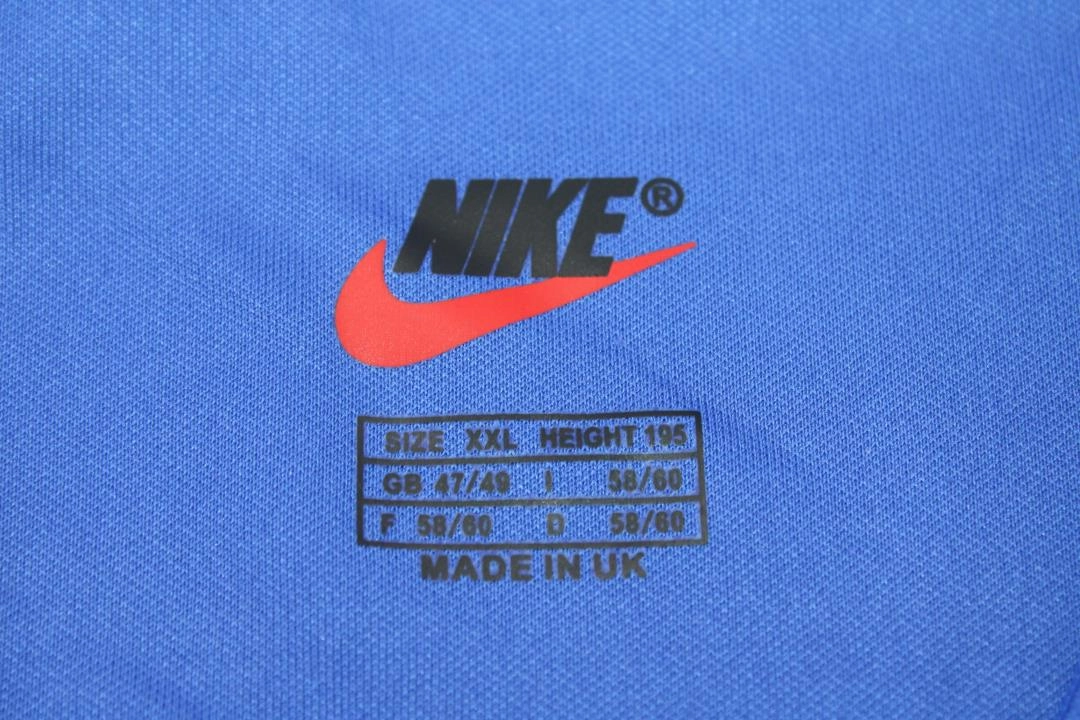 NIKE®
SIZE XXL HEIGHT 195
GB 47/49 I 58/60
F 58/60 D 58/60
MADE IN UK